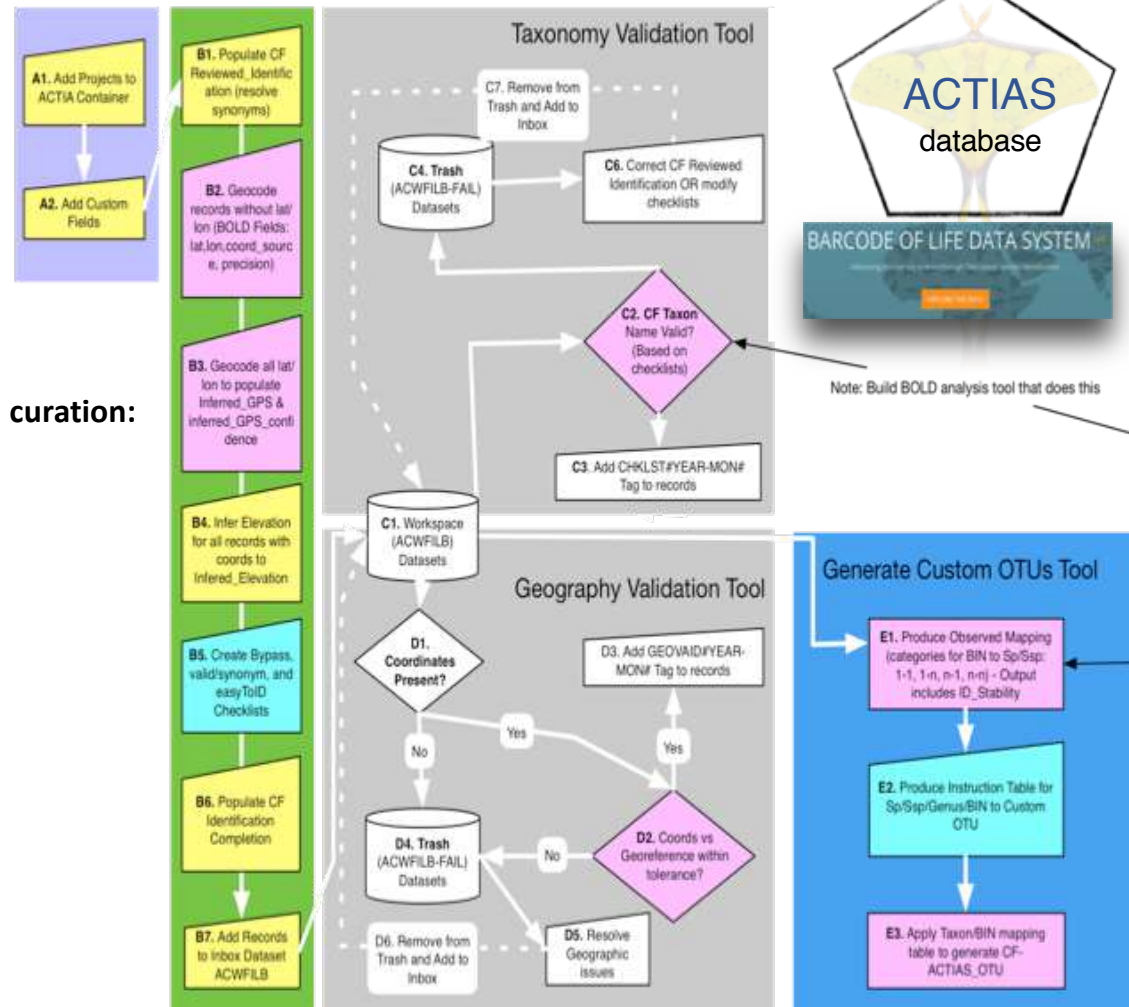 A1. Add Projects to
ACTIA Container
A2. Add Custom
Fields
curation:
B1. Populate CF
Reviewed_Identific
ation (resolve
synonyms)
B2. Geocode
records without lat/
lon (BOLD Fields:
lat,lon,coord_sourc
e, precision)
B3. Geocode all lat/
lon to populate
Inferred_GPS &
inferred_GPS_confi
dence
B4. Infer Elevation
for all records with
coords to
Infered_Elevation
B5. Create Bypass,
valid/synonym, and
easyToID
Checklists
B6. Populate CF
Identification
Completion
B7. Add Records
to Inbox Dataset
ACWFILB
Taxonomy Validation Tool
C7. Remove from
Trash and Add to
Inbox
C4. Trash
(ACWFILB-FAIL)
Datasets
C6. Correct CF Reviewed
Identification OR modify
checklists
C2. CF Taxon
Name Valid?
(Based on
checklists)
C3. Add CHKLST#YEAR-MON#
Tag to records
C1. Workspace
(ACWFILB)
Datasets
Geography Validation Tool
D1.
Coordinates
Present?
D3. Add GEOVAID#YEAR-
MON# Tag to records
Yes
No
Yes
D4. Trash
(ACWFILB-FAIL)
Datasets
No
D2. Coords vs
Georeference within
tolerance?
D6. Remove from
Trash and Add to
Inbox
D5. Resolve
Geographic
issues
ACTIAS
database
BARCODE OF LIFE DATA SYSTEM
Note: Build BOLD analysis tool that does this
Generate Custom OTUs Tool
E1. Produce Observed Mapping
(categories for BIN to Sp/Ssp:
1-1, 1-n, n-1, n-n) - Output
includes ID_Stability
E2. Produce Instruction Table for
Sp/Ssp/Genus/BIN to Custom
OTU
E3. Apply Taxon/BIN mapping
table to generate CF-
ACTIAS_OTU